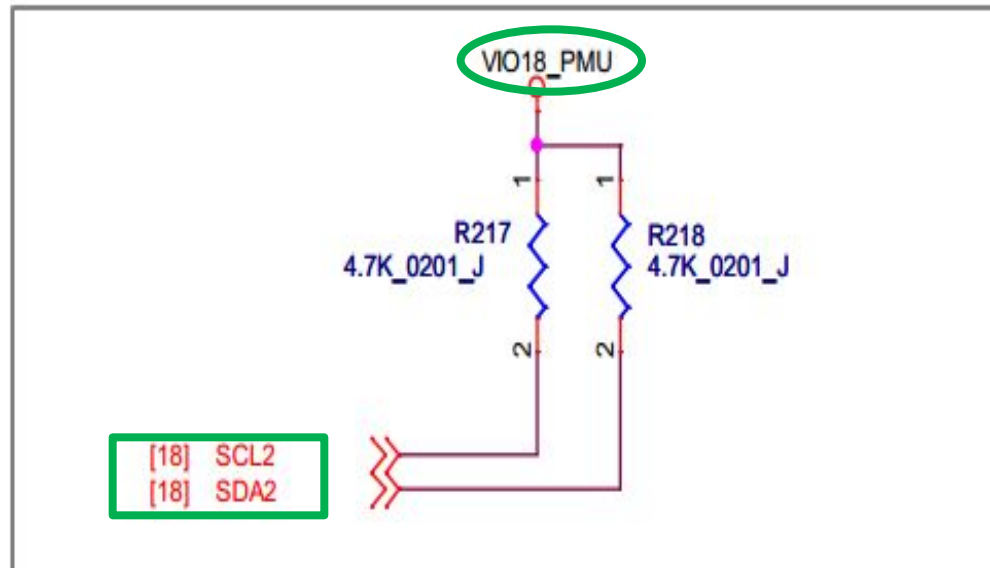 VIO18_PMU
1
1
R217
R218
4.7K_0201_J
4.7K_0201_J
2
2
[18] SCL2
[18] SDA2